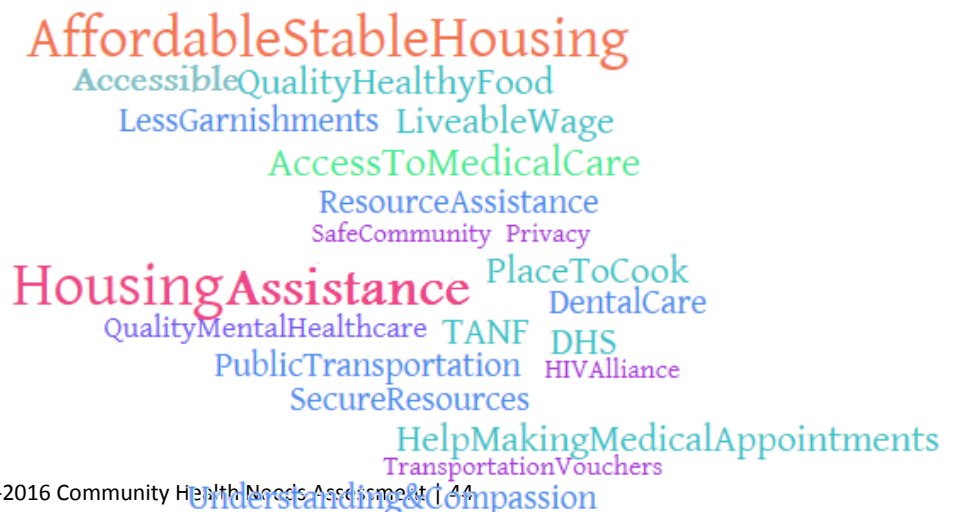 AffordableStableHousing
AccessibleQualityHealthyFood
LessGarnishments LiveableWage
AccessToMedicalCare
ResourceAssistance
SafeCommunity Privacy
HousingAssistance PlaceToCook
DentalCare
QualityMentalHealthcare TANF DHS
PublicTransportation HIVAlliance
SecureResources
HelpMakingMedicalAppointments
TransportationVouchers
-2016 Community Health Needs Assessment | 44
Understanding&Compassion